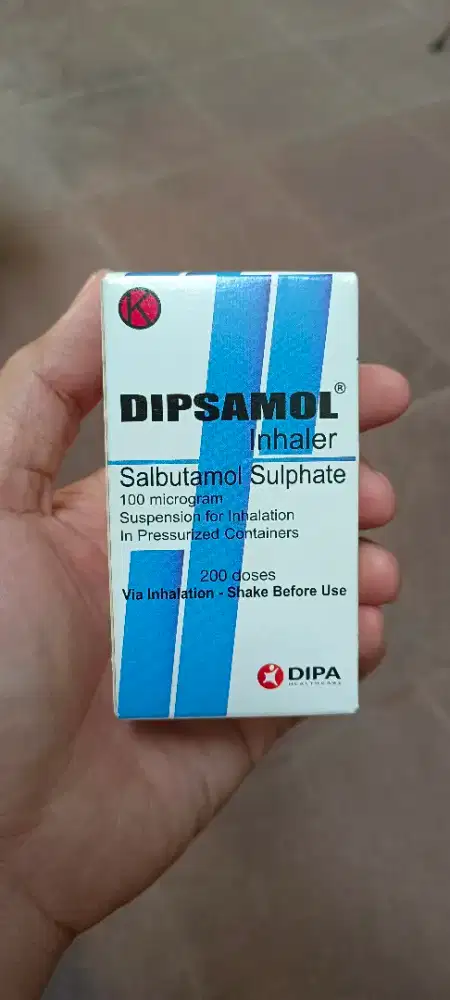 K
DIPSAMOL®
Inhaler
Salbutamol Sulphate
100 microgram
Suspension for Inhalation
In Pressurized Containers
200 doses
Via Inhalation - Shake Before Use
DIPA
HEALTHCARE